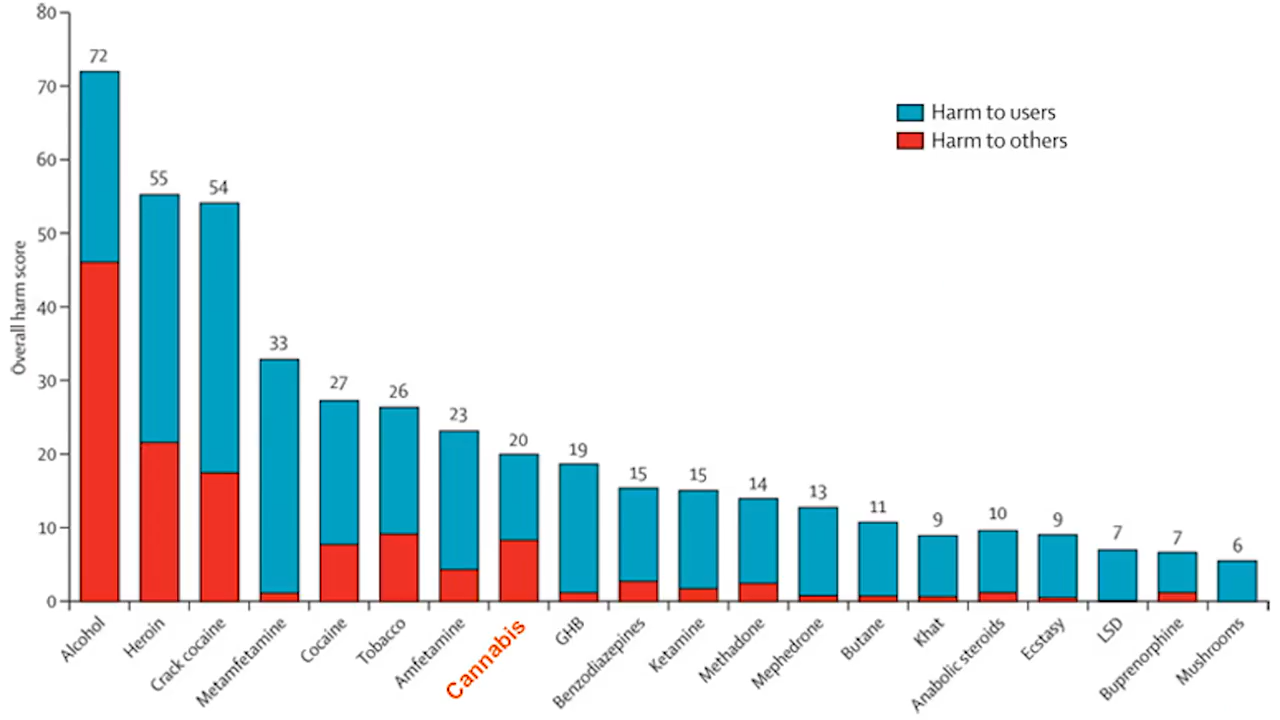 80
70
60
50
40
30
20
10
0
Overall harm score
Harm to users
Harm to others
72
55
54
33
27
26
23
20
19
15
15
14
13
11
9
10
9
7
7
6
Alcohol
Heroin
Crack cocaine
Metamfetamine
Cocaine
Tobacco
Amfetamine
Cannabis
GHB
Benzodiazepines
Ketamine
Methadone
Mephedrone
Butane
Khat
Anabolic steroids
Ecstasy
LSD
Buprenorphine
Mushrooms